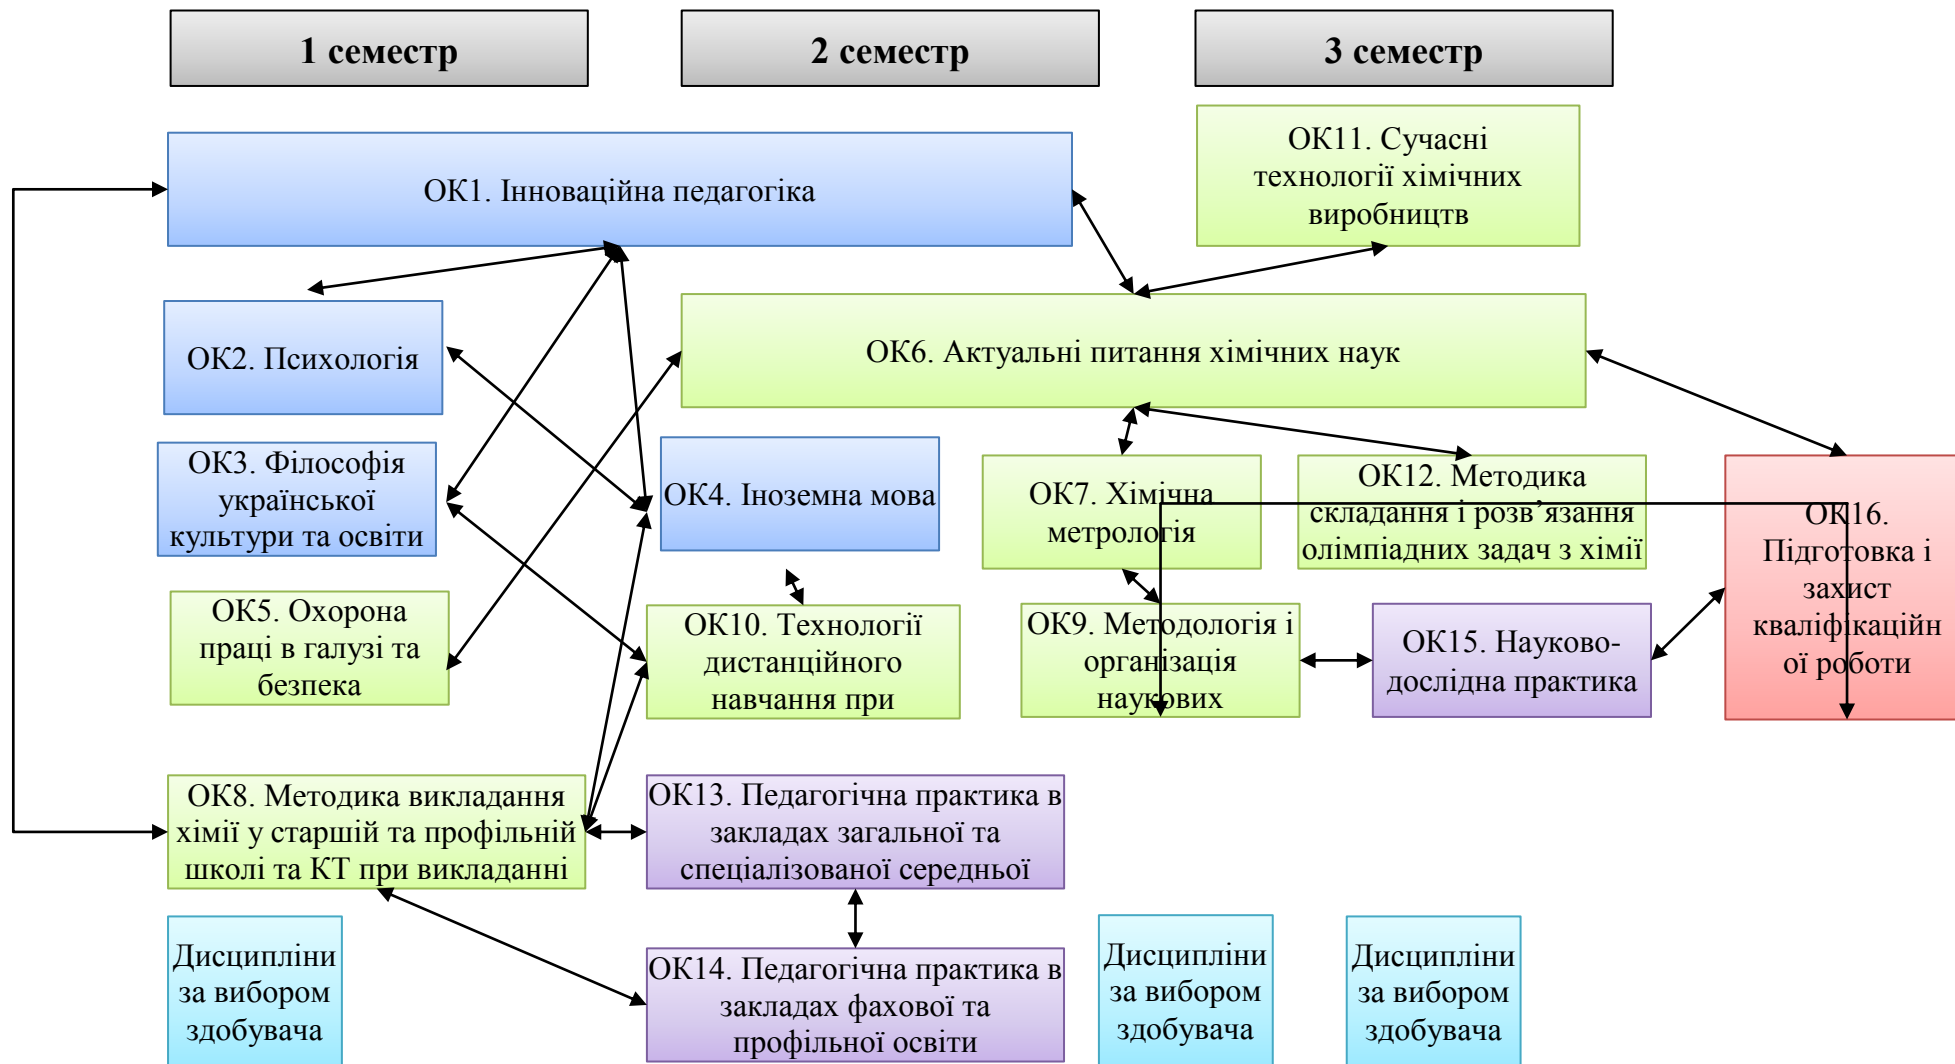 1 семестр
2 семестр
3 семестр
ОК1. Інноваційна педагогіка
ОК11. Сучасні
технології хімічних
виробництв
ОК2. Психологія
ОК6. Актуальні питання хімічних наук
ОК3. Філософія
української
культури та освіти
ОК4. Іноземна мова
ОК7. Хімічна
метрологія
ОК12. Методика
складання і розв’язання
олімпіадних задач з хімії
ОК16.
Підготовка і
захист
кваліфікаційн
ої роботи
ОК5. Охорона
праці в галузі та
безпека
ОК10. Технології
дистанційного
навчання при
ОК9. Методологія і
організація
наукових
ОК15. Науково-
дослідна практика
ОК8. Методика викладання
хімії у старшій та профільній
школі та КТ при викладанні
ОК13. Педагогічна практика в
закладах загальної та
спеціалізованої середньої
Дисципліни
за вибором
здобувача
ОК14. Педагогічна практика в
закладах фахової та
профільної освіти
Дисципліни
за вибором
здобувача
Дисципліни
за вибором
здобувача